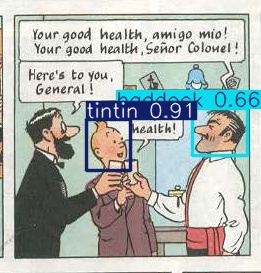 Your good health, amigo mío!
Your good health, Señor Colonel!
Here's to you,
General!
haddock 0.66
tintin 0.91
health!